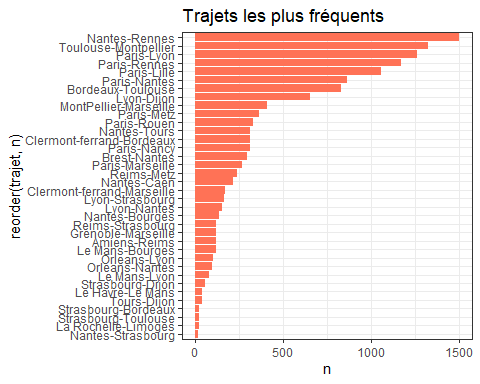 Trajets les plus fréquents
reorder(trajet, n)
Nantes-Rennes
Toulouse-Montpellier
Paris-Lyon
Paris-Rennes
Paris-Lille
Paris-Nantes
Bordeaux-Toulouse
Lyon-Dijon
MontPellier-Marseille
Paris-Metz
Paris-Rouen
Nantes-Tours
Clermont-ferrand-Bordeaux
Paris-Nancy
Brest-Nantes
Paris-Marseille
Reims-Metz
Nantes-Caen
Clermont-ferrand-Marseille
Lyon-Strasbourg
Lyon-Nantes
Nantes-Bourges
Reims-Strasbourg
Grenoble-Marseille
Amiens-Reims
Le Mans-Bourges
Orleans-Lyon
Orleans-Nantes
Le Mans-Lyon
Strasbourg-Dijon
Le Havre-Le Mans
Tours-Dijon
Strasbourg-Bordeaux
Strasbourg-Toulouse
La Rochelle-Limoges
Nantes-Strasbourg
0 500 1000 1500
n